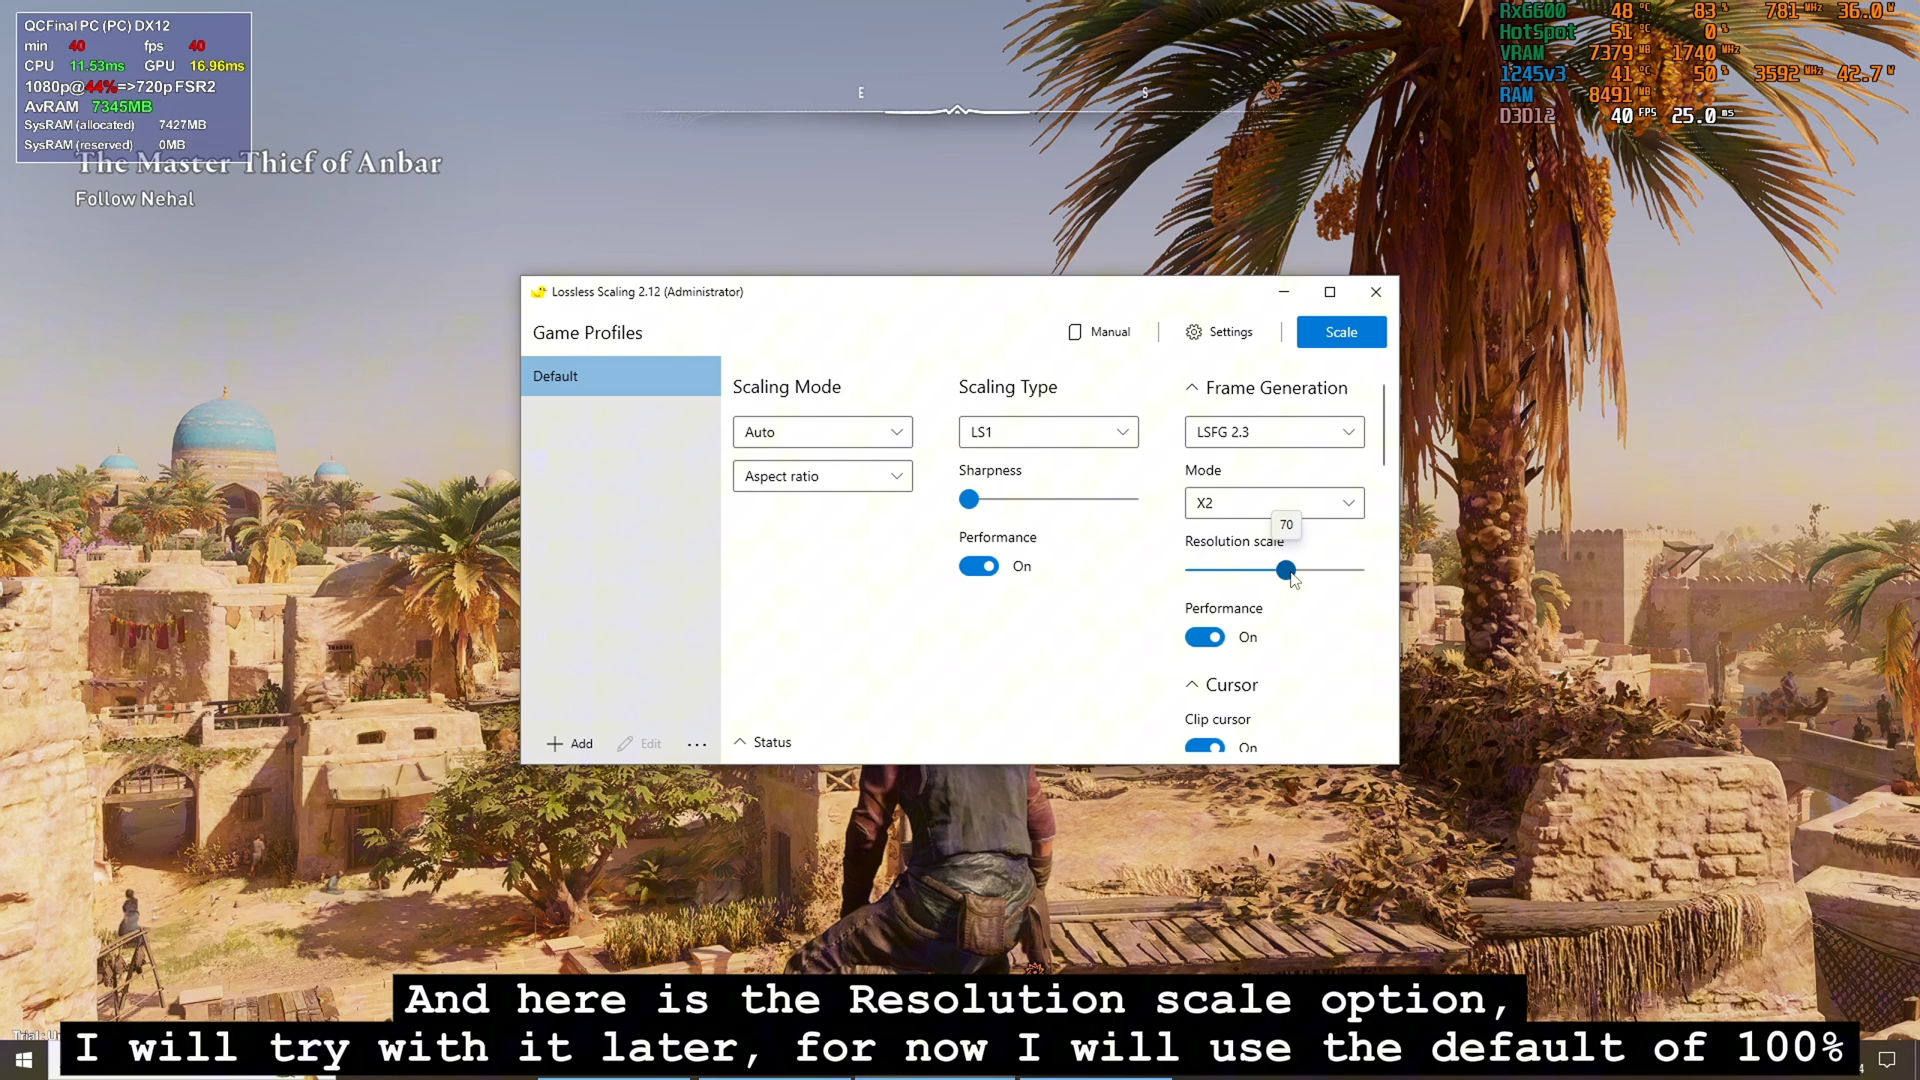 QCFinal PC (PC) DX12
min 40 fps 40
CPU 11.53ms GPU 16.96ms
1080p@44%=>720p FSR2
AvRAM 7345MB
SysRAM (allocated) 7427MB
SysRAM (reserved) 0MB
The Master Thief of Anbar
Follow Nehal
E S
Rx6600 48 °C 83 % 781 MHz 36.0 W
HotSpot 51 °C 0 %
VRAM 7379 MB 1740 MHz
1245v3 41 °C 50 % 3592 MHz 42.7 W
RAM 8491 MB
D3D12 40 FPS 25.0 ms
Lossless Scaling 2.12 (Administrator)
Game Profiles
Manual
Settings
Scale
Default
Scaling Mode
Auto
Aspect ratio
Scaling Type
LS1
Sharpness
Performance
On
Frame Generation
LSFG 2.3
Mode
X2
70
Resolution scale
Performance
On
Cursor
Clip cursor
On
Add
Edit
...
Status
And here is the Resolution scale option,
I will try with it later, for now I will use the default of 100%